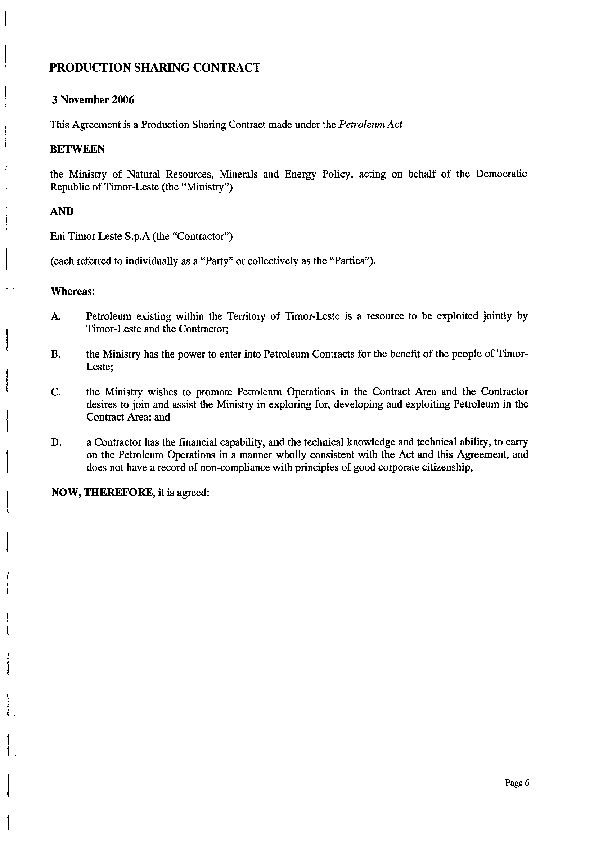 PRODUCTION SHARING CONTRACT
3 November 2006
This Agreement is a Production Sharing Contract made under the Petroleum Act
BETWEEN
the Ministry of Natural Resources, Minerals and Energy Policy, acting on behalf of the Democratic
Republic of Timor-Leste (the “Ministry”)
AND
Eni Timor Leste S.p.A (the “Contractor”)
(each referred to individually as a “Party” or collectively as the “Parties”).
Whereas:
A. Petroleum existing within the Territory of Timor-Leste is a resource to be exploited jointly by
Timor-Leste and the Contractor;
B. the Ministry has the power to enter into Petroleum Contracts for the benefit of the people of Timor-
Leste;
C. the Ministry wishes to promote Petroleum Operations in the Contract Area and the Contractor
desires to join and assist the Ministry in exploring for, developing and exploiting Petroleum in the
Contract Area; and
D. a Contractor has the financial capability, and the technical knowledge and technical ability, to carry
on the Petroleum Operations in a manner wholly consistent with the Act and this Agreement, and
does not have a record of non-compliance with principles of good corporate citizenship,
NOW, THEREFORE, it is agreed:
Page 6